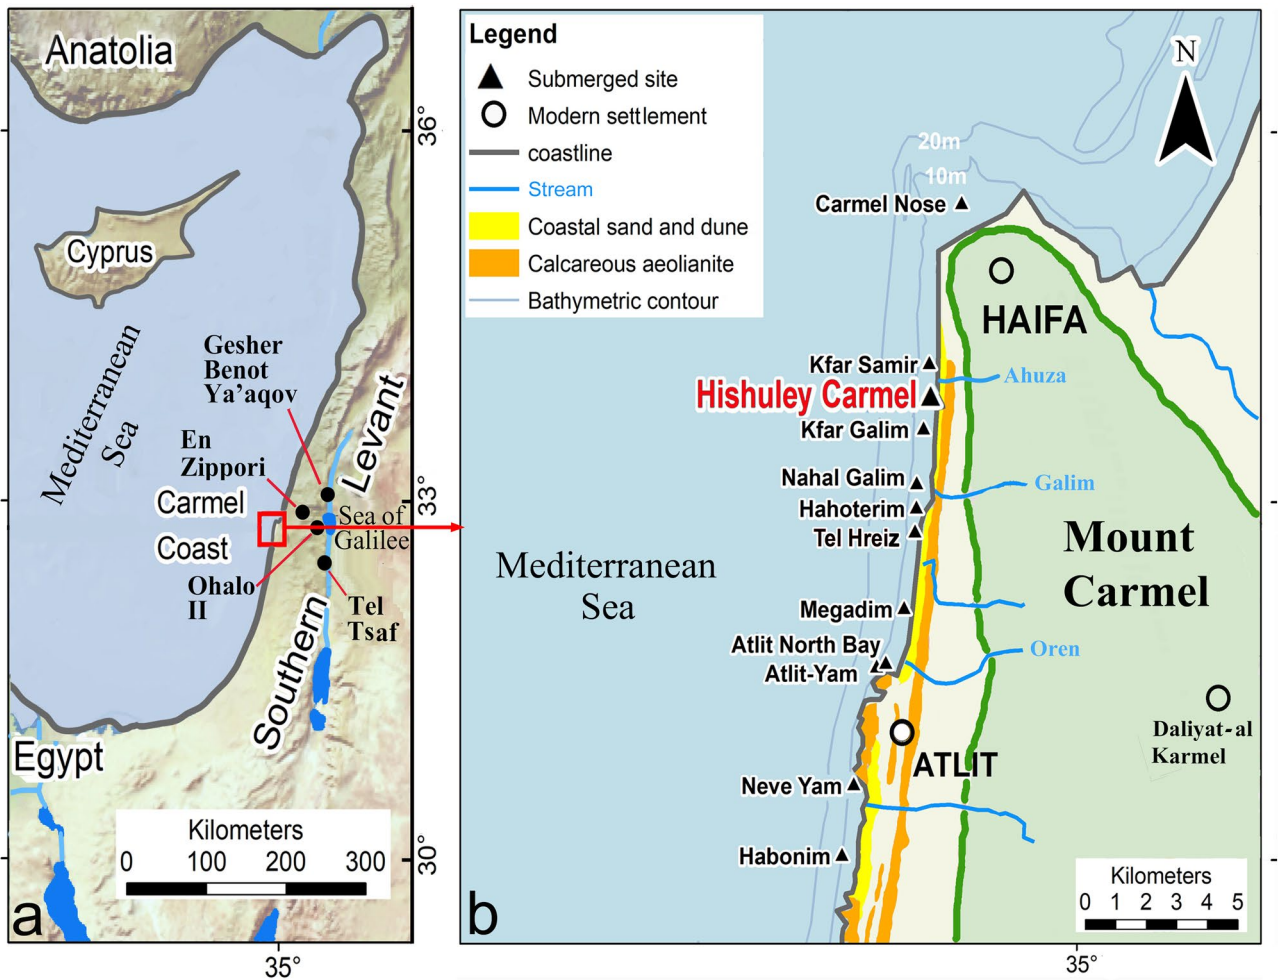 Anatolia
36°
Cyprus
Mediterranean
Sea
Gesher
Benot
Ya’aqov
En
Zippori
Levant
33°
Carmel
Coast
Sea of
Galilee
Ohalo
II
Tel
Tsaf
Southern
Egypt
Kilometers
0 100 200 300
30°
a
35°
Legend
Submerged site
Modern settlement
coastline
Stream
Coastal sand and dune
Calcareous aeolianite
Bathymetric contour
N
20m
10m
Carmel Nose
HAIFA
Kfar Samir
Ahuza
Hishuley Carmel
Kfar Galim
Nahal Galim
Galim
Hahoterim
Tel Hreiz
Mount
Carmel
Mediterranean
Sea
Megadim
Atlit North Bay
Oren
Atlit-Yam
Daliyat-al
Karmel
ATLIT
Neve Yam
Habonim
Kilometers
0 1 2 3 4 5
b
35°